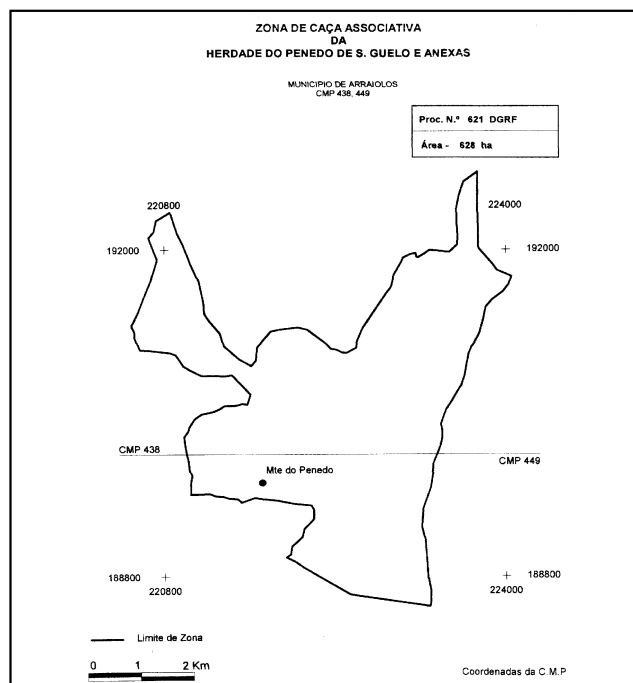 ZONA DE CAÇA ASSOCIATIVA
DA
HERDADE DO PENEDO DE S. GUELO E ANEXAS
MUNICIPIO DE ARRAIOLOS
CMP 438, 449
Proc. N.º 621 DGRF
Área - 628 ha
220800
224000
192000
192000
CMP 438
CMP 449
Mte do Penedo
188800
188800
220800
224000
Limite de Zona
0 1 2 Km
Coordenadas da C.M.P